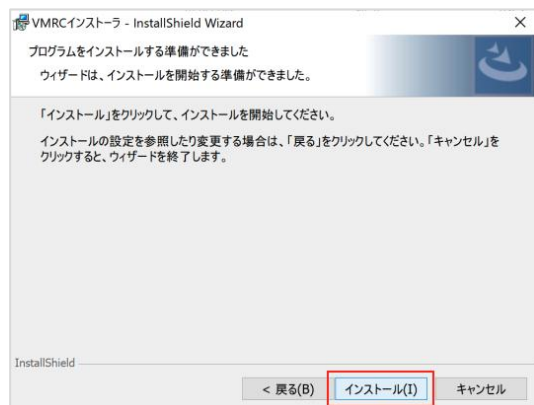 VMRCインストーラ - InstallShield Wizard
プログラムをインストールする準備ができました
ウィザードは、インストールを開始する準備ができました。
「インストール」をクリックして、インストールを開始してください。
インストールの設定を参照したり変更する場合は、「戻る」をクリックしてください。「キャンセル」を
クリックすると、ウィザードを終了します。
InstallShield
< 戻る(B)
インストール(I)
キャンセル